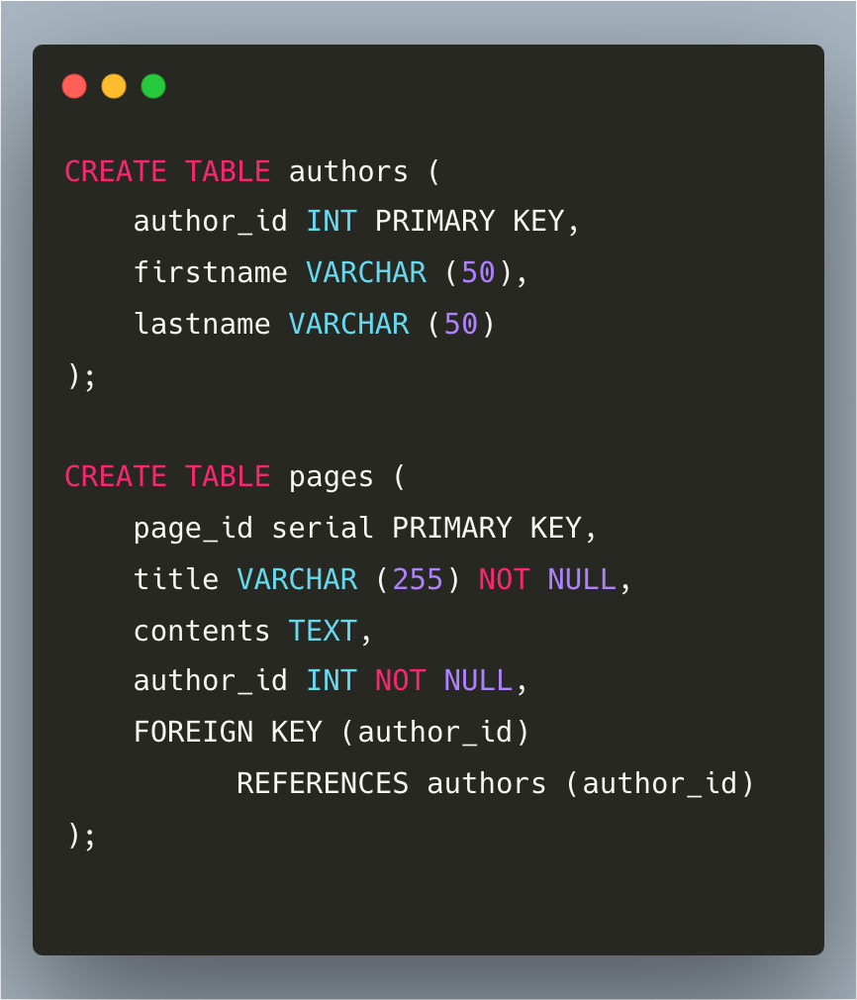 CREATE TABLE authors (
    author_id INT PRIMARY KEY,
    firstname VARCHAR (50),
    lastname VARCHAR (50)
);

CREATE TABLE pages (
    page_id serial PRIMARY KEY,
    title VARCHAR (255) NOT NULL,
    contents TEXT,
    author_id INT NOT NULL,
    FOREIGN KEY (author_id)
          REFERENCES authors (author_id)
);